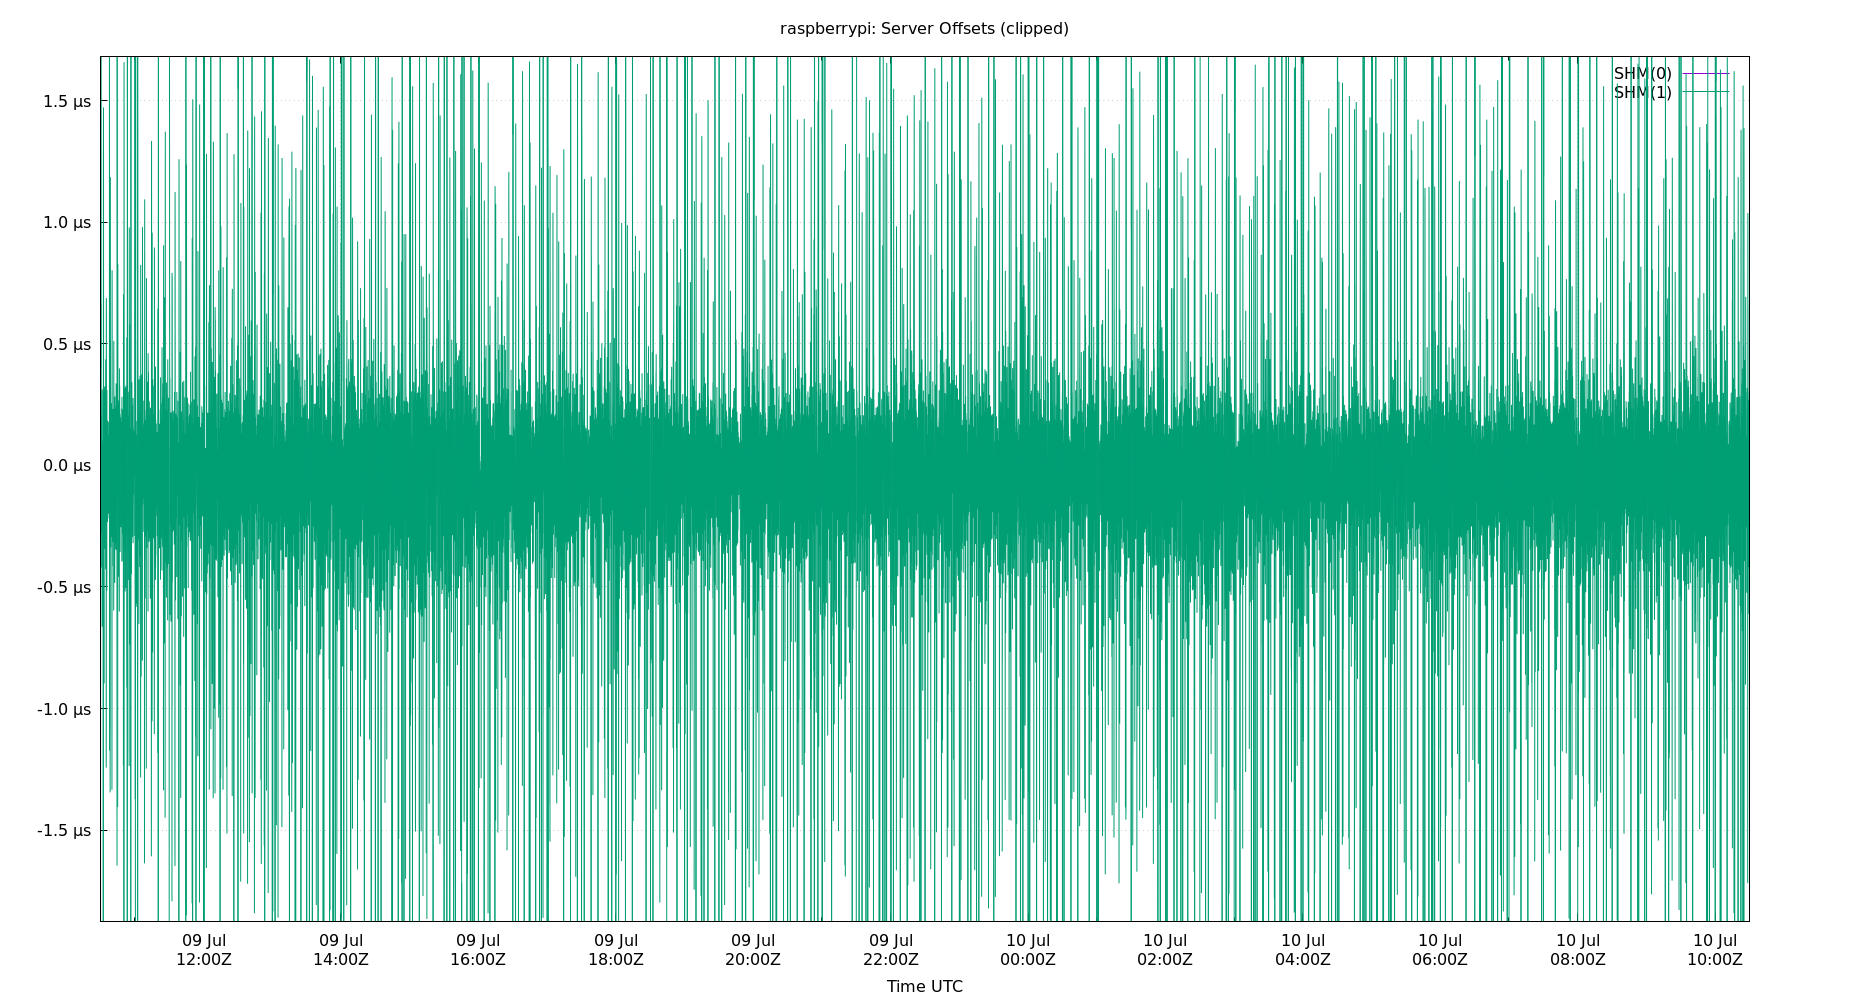 raspberrypi: Server Offsets (clipped)
SHM(0)
SHM(1)
1.5 µs
1.0 µs
0.5 µs
0.0 µs
-0.5 µs
-1.0 µs
-1.5 µs
09 Jul 09 Jul 09 Jul 09 Jul 09 Jul 09 Jul 10 Jul 10 Jul 10 Jul 10 Jul 10 Jul 10 Jul
12:00Z 14:00Z 16:00Z 18:00Z 20:00Z 22:00Z 00:00Z 02:00Z 04:00Z 06:00Z 08:00Z 10:00Z
Time UTC